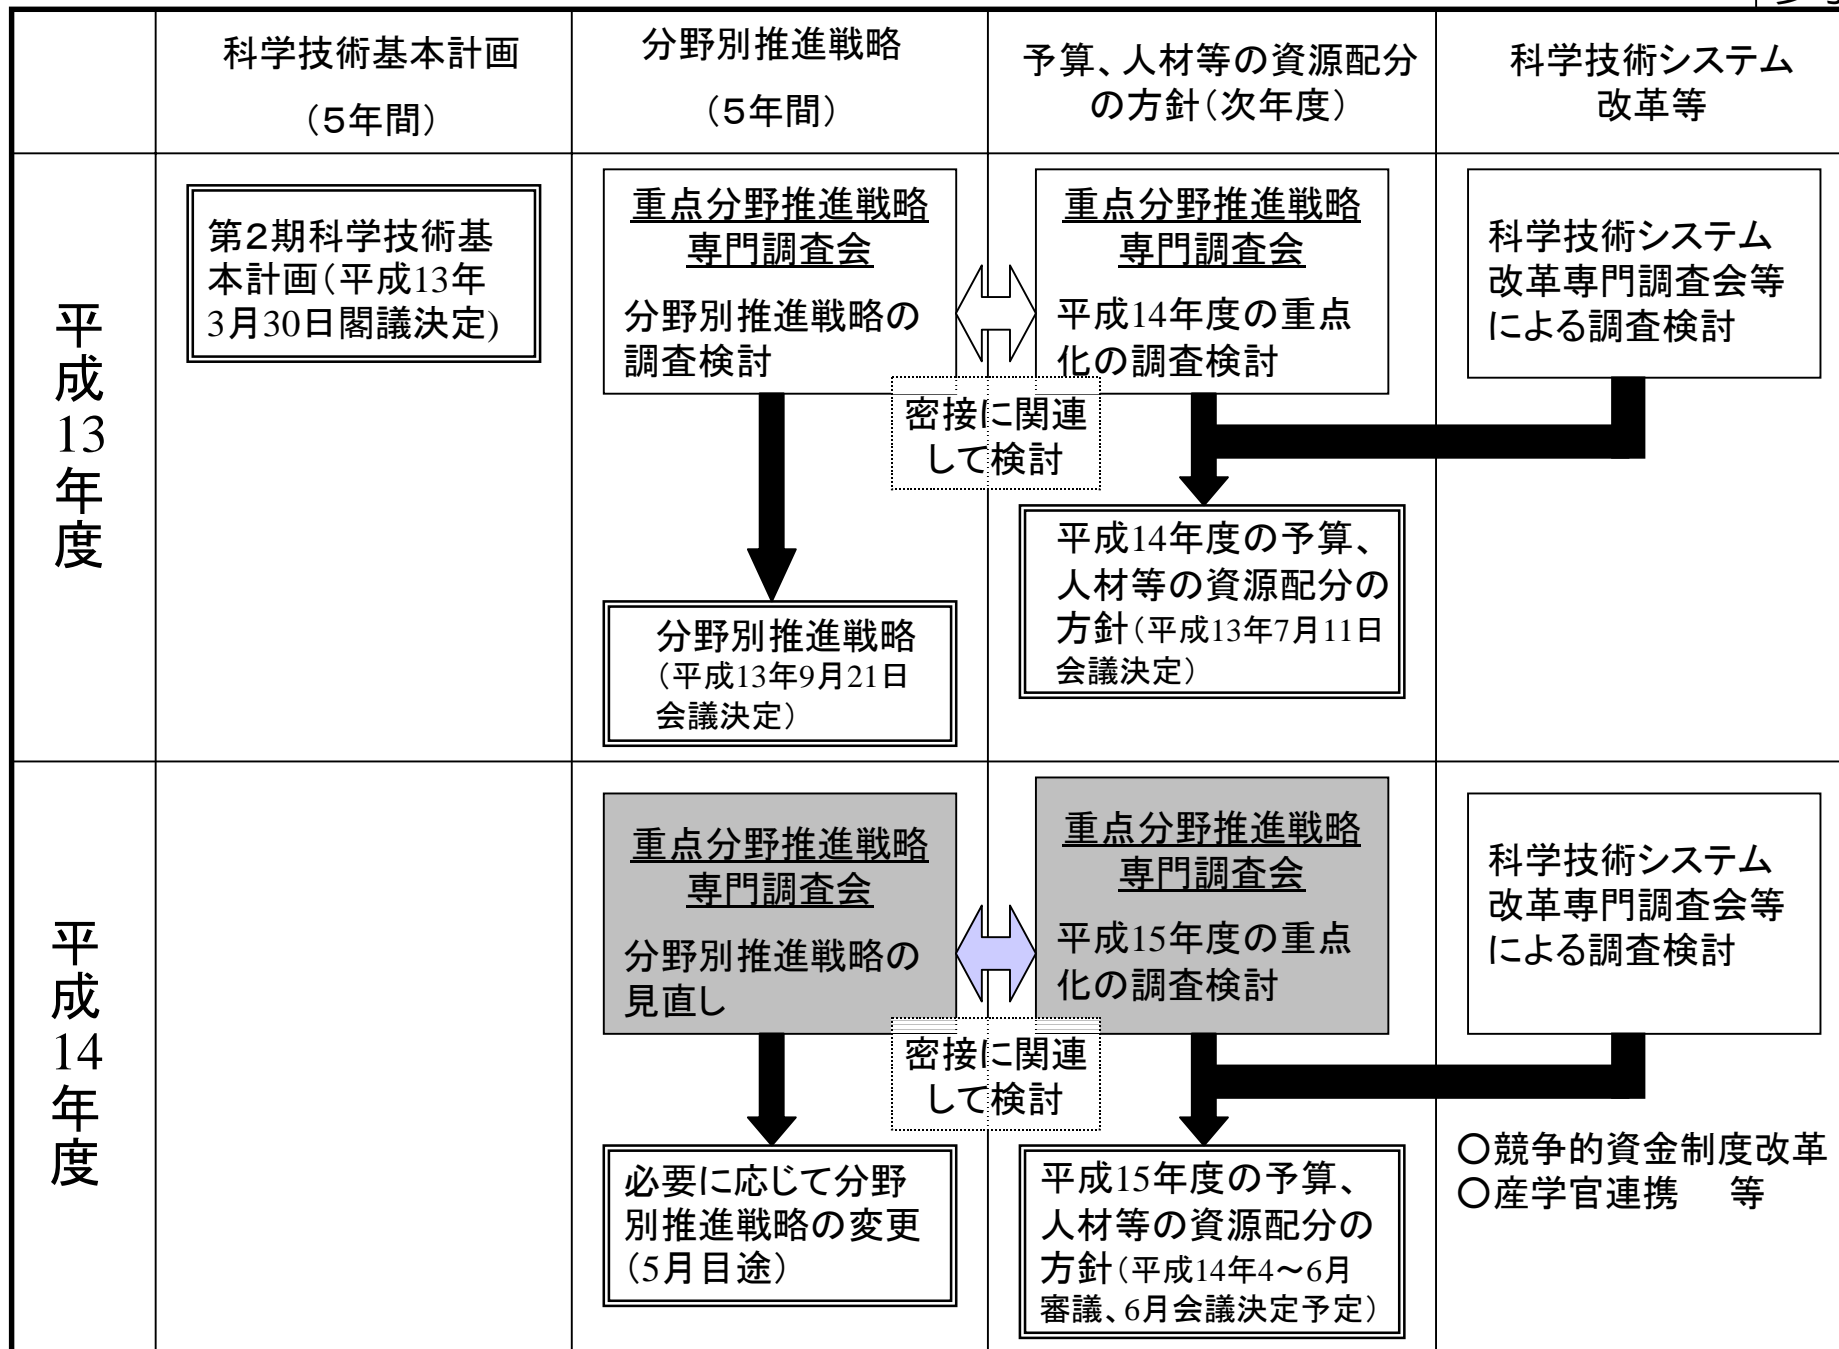 科学技術基本計画
（５年間）
分野別推進戦略
（５年間）
予算、人材等の資源配分
の方針（次年度）
科学技術システム
改革等
平成13年度
第２期科学技術基
本計画（平成13年
3月30日閣議決定)
重点分野推進戦略
専門調査会
分野別推進戦略の
調査検討
重点分野推進戦略
専門調査会
平成14年度の重点
化の調査検討
科学技術システム
改革専門調査会等
による調査検討
密接に関連
して検討
分野別推進戦略
（平成13年9月21日
会議決定）
平成14年度の予算、
人材等の資源配分の
方針（平成13年7月11日
会議決定）
平成14年度
重点分野推進戦略
専門調査会
分野別推進戦略の
見直し
重点分野推進戦略
専門調査会
平成15年度の重点
化の調査検討
科学技術システム
改革専門調査会等
による調査検討
密接に関連
して検討
必要に応じて分野
別推進戦略の変更
（5月目途）
平成15年度の予算、
人材等の資源配分の
方針（平成14年4～6月
審議、6月会議決定予定）
○競争的資金制度改革
○産学官連携　等